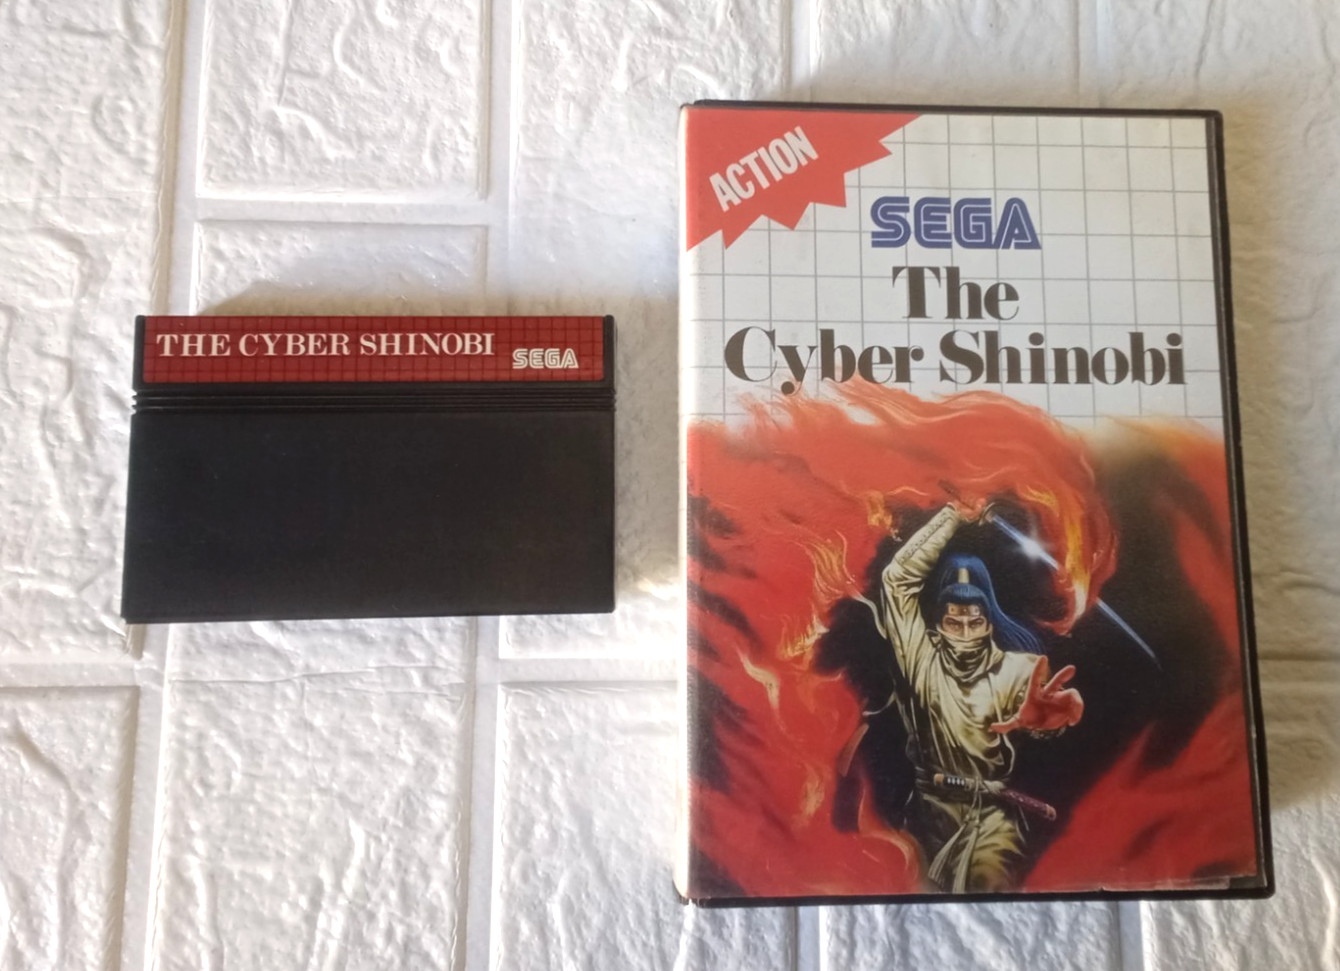 THE CYBER SHINOBI
SEGA
ACTION
SEGA
The
Cyber Shinobi